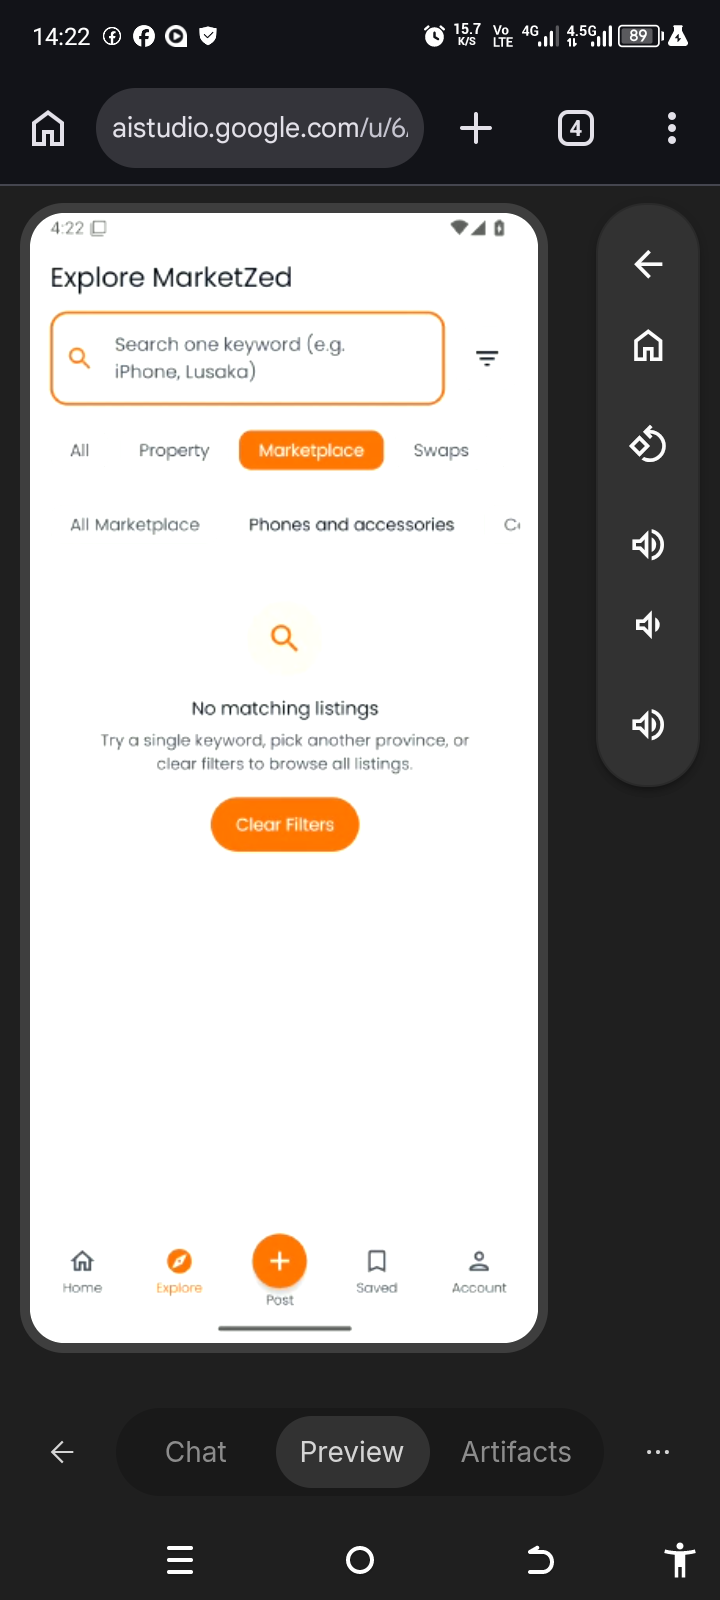 14:22
15.7 K/S
Vo LTE
4G
4.5G
89
aistudio.google.com/u/6
4
4:22
Explore MarketZed
Search one keyword (e.g.
iPhone, Lusaka)
All Property Marketplace Swaps
All Marketplace Phones and accessories
No matching listings
Try a single keyword, pick another province, or
clear filters to browse all listings.
Clear Filters
Home Explore Post Saved Account
Chat Preview Artifacts